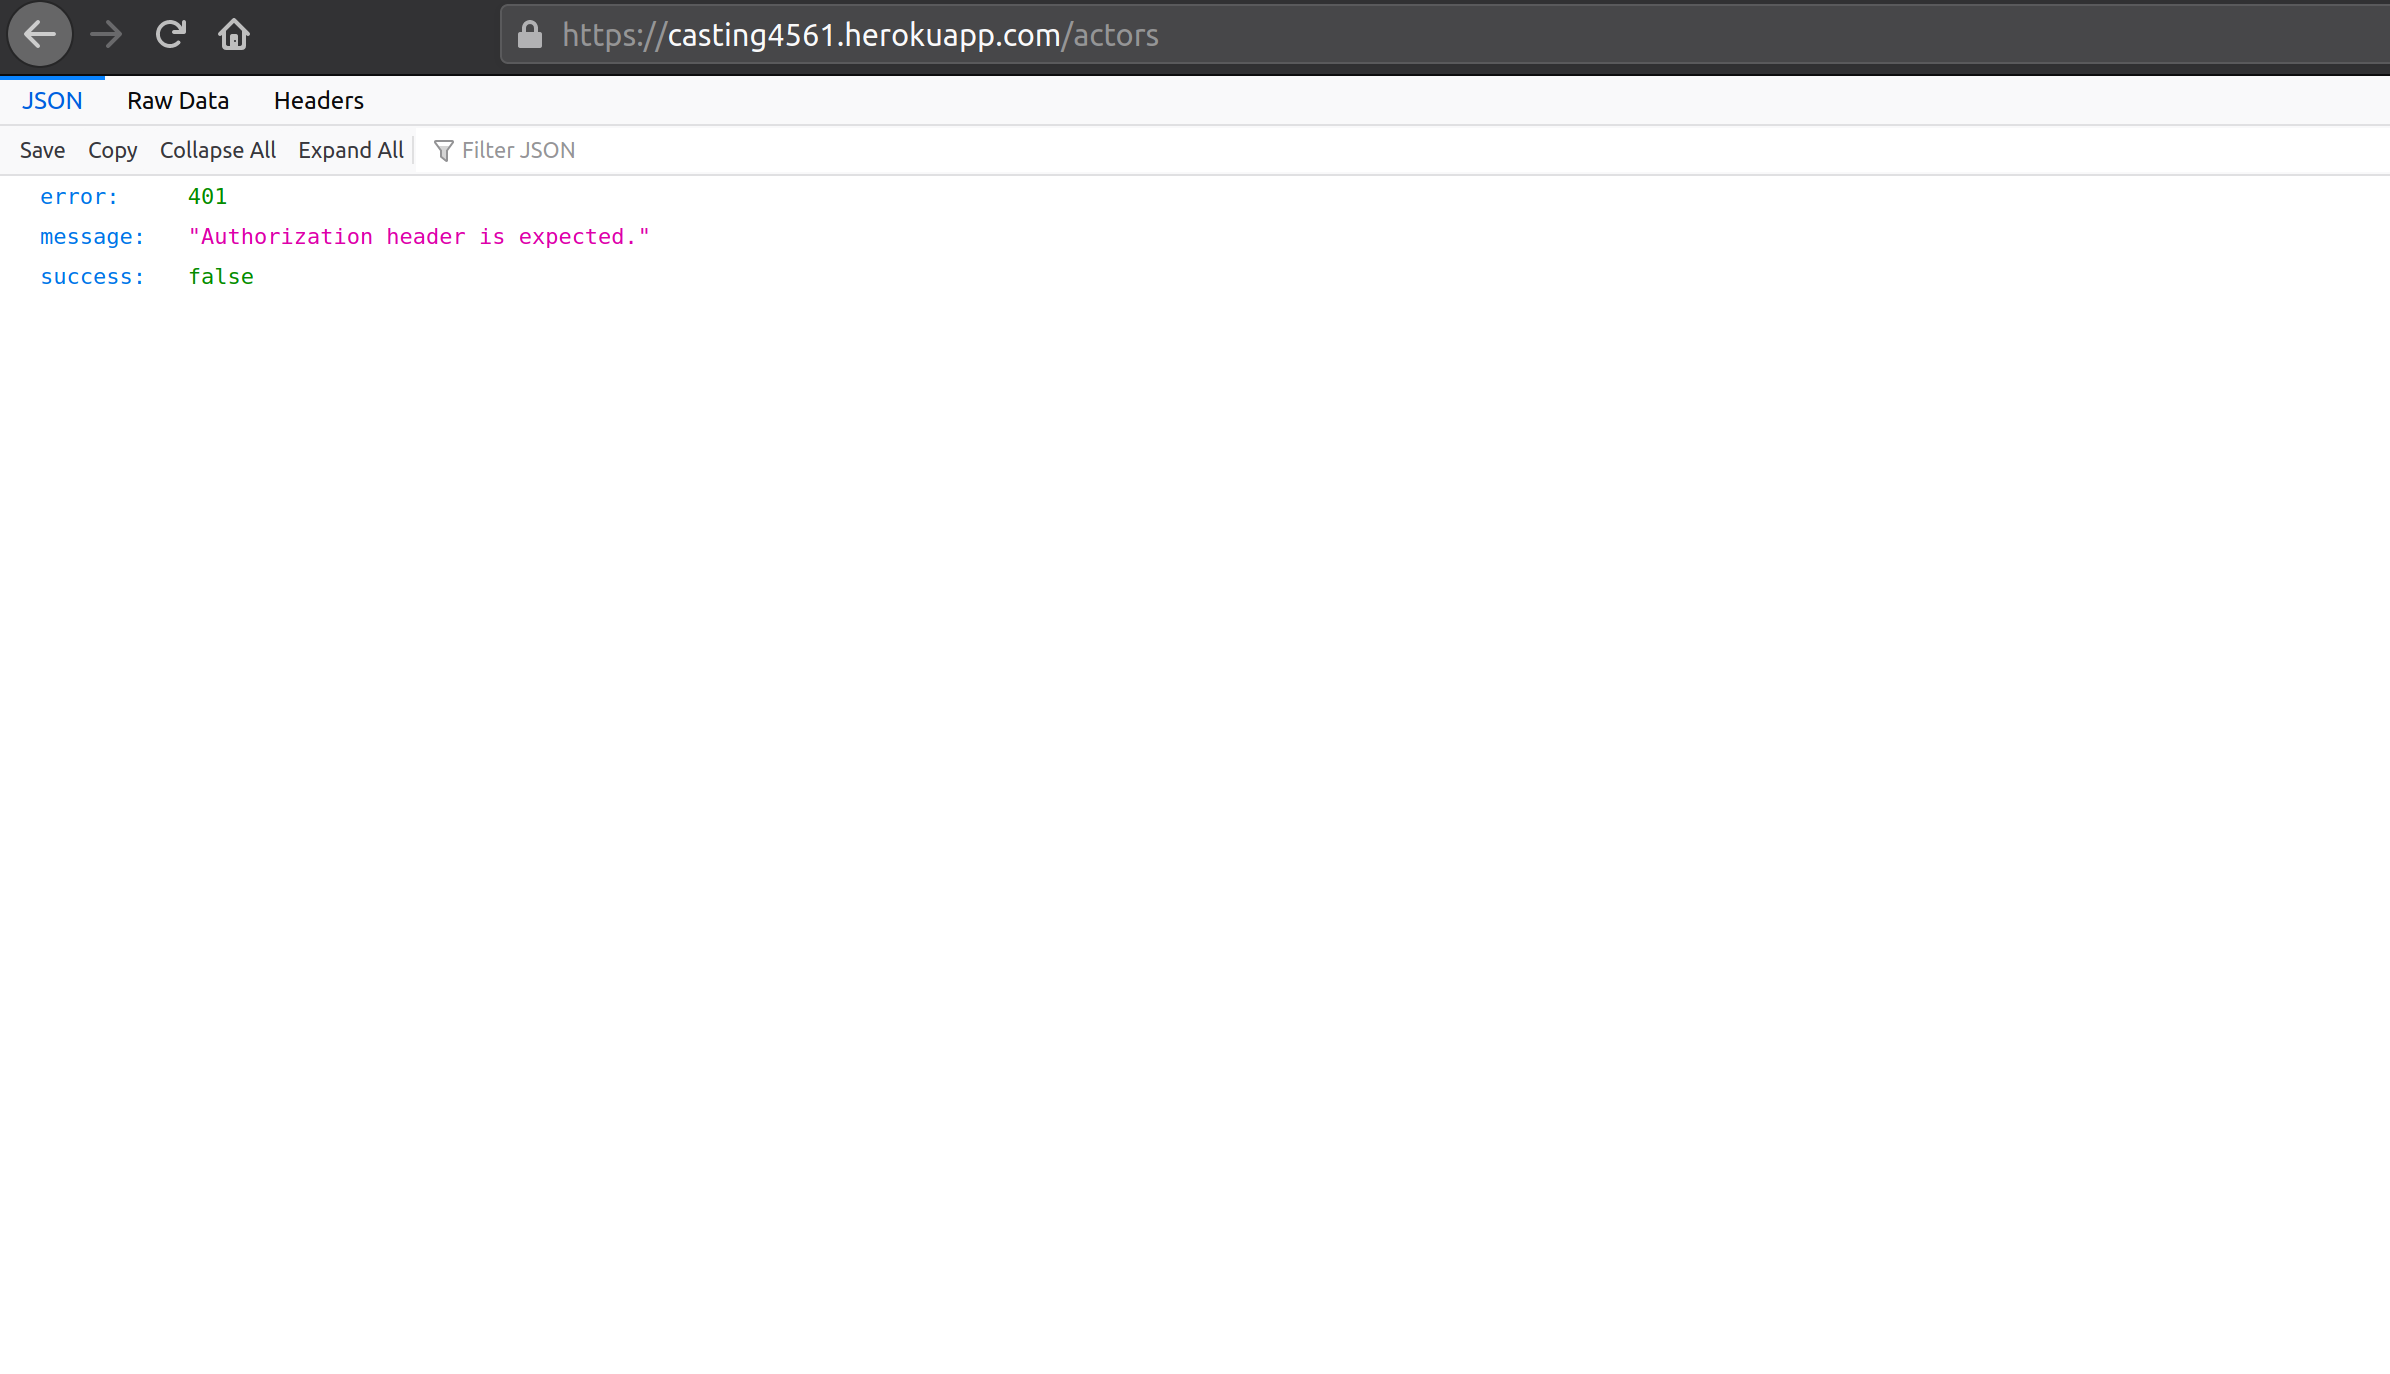 https://casting4561.herokuapp.com/actors
JSON Raw Data Headers
Save Copy Collapse All Expand All Filter JSON
error: 401
message: "Authorization header is expected."
success: false